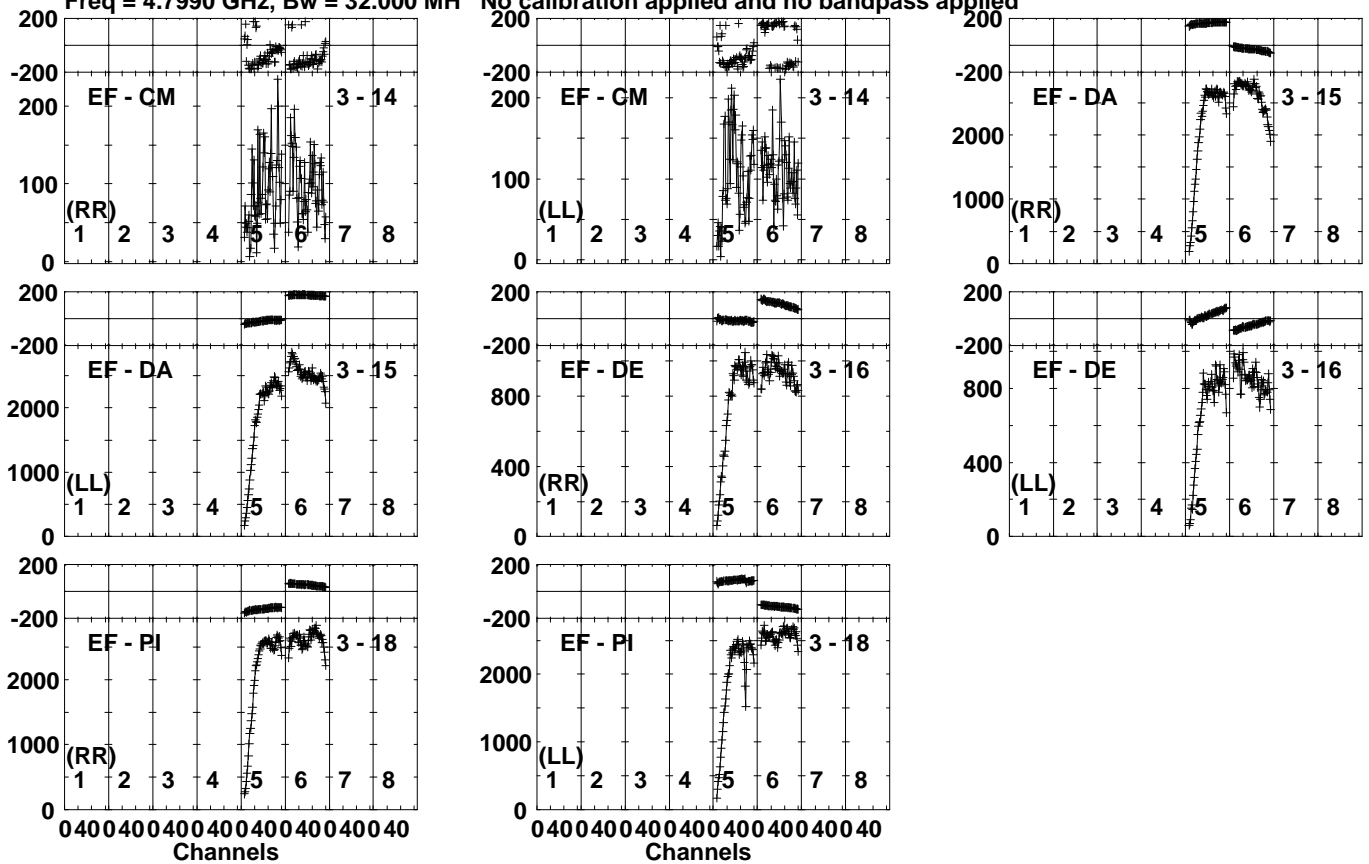 Freq = 4.7990 GHz, Bw = 32.000 MH No calibration applied and no bandpass applied
200
-200
EF - CM 3 - 14
200
100
0
(RR)
1 2 3 4 5 6 7 8
200
-200
EF - CM 3 - 14
200
100
0
(LL)
1 2 3 4 5 6 7 8
200
-200
EF - DA 3 - 15
2000
1000
0
(RR)
1 2 3 4 5 6 7 8
200
-200
EF - DA 3 - 15
2000
1000
0
(LL)
1 2 3 4 5 6 7 8
200
-200
EF - DE 3 - 16
800
400
0
(RR)
1 2 3 4 5 6 7 8
200
-200
EF - DE 3 - 16
800
400
0
(LL)
1 2 3 4 5 6 7 8
200
-200
EF - PI 3 - 18
2000
1000
0
(RR)
1 2 3 4 5 6 7 8
0 40 0 40 0 40 0 40 0 40 0 40 0 40 0 40
Channels
200
-200
EF - PI 3 - 18
2000
1000
0
(LL)
1 2 3 4 5 6 7 8
0 40 0 40 0 40 0 40 0 40 0 40 0 40 0 40
Channels